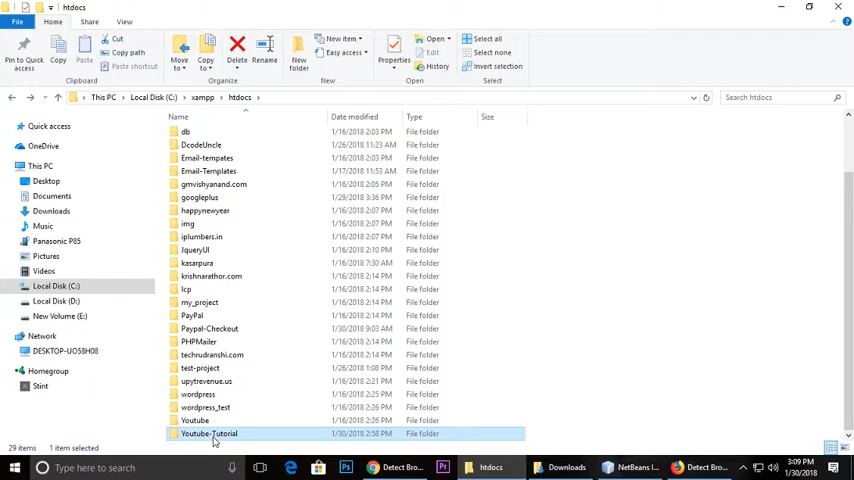 htdocs
File Home Share View
Pin to Quick access
Copy
Paste
Cut
Copy path
Paste shortcut
Clipboard
Move to
Copy to
Delete
Rename
Organize
New folder
New item
Easy access
New
Properties
Open
Edit
History
Open
Select all
Select none
Invert selection
Select
This PC Local Disk (C:) xampp htdocs
Search htdocs
Quick access
OneDrive
This PC
Desktop
Documents
Downloads
Music
Panasonic P85
Pictures
Videos
Local Disk (C:)
Local Disk (D:)
New Volume (E:)
Network
DESKTOP-UO58H08
Homegroup
Stint
Name Date modified Type Size
db 1/16/2018 2:03 PM File folder
DcodeUncle 1/26/2018 11:23 AM File folder
Email-tempates 1/16/2018 2:03 PM File folder
Email-Templates 1/17/2018 11:53 AM File folder
gmvishyanand.com 1/16/2018 2:05 PM File folder
googleplus 1/29/2018 3:36 PM File folder
happynewyear 1/16/2018 2:07 PM File folder
img 1/16/2018 2:07 PM File folder
iplumbers.in 1/16/2018 2:07 PM File folder
JqueryUI 1/16/2018 2:10 PM File folder
kasarpura 1/16/2018 7:30 AM File folder
krishnarathor.com 1/16/2018 2:14 PM File folder
lcp 1/16/2018 2:14 PM File folder
my_project 1/16/2018 2:14 PM File folder
PayPal 1/16/2018 2:14 PM File folder
Paypal-Checkout 1/30/2018 9:03 AM File folder
PHPMailer 1/16/2018 2:14 PM File folder
techrudranshi.com 1/16/2018 2:14 PM File folder
test-project 1/26/2018 1:08 PM File folder
upytrevenue.us 1/16/2018 2:21 PM File folder
wordpress 1/16/2018 2:25 PM File folder
wordpress_test 1/16/2018 2:26 PM File folder
Youtube 1/16/2018 2:26 PM File folder
Youtube-Tutorial 1/30/2018 2:58 PM File folder
29 items 1 item selected
Type here to search
Ps
Detect Bro...
Pr
htdocs
Downloads
NetBeans I...
Detect Bro...
3:09 PM
1/30/2018